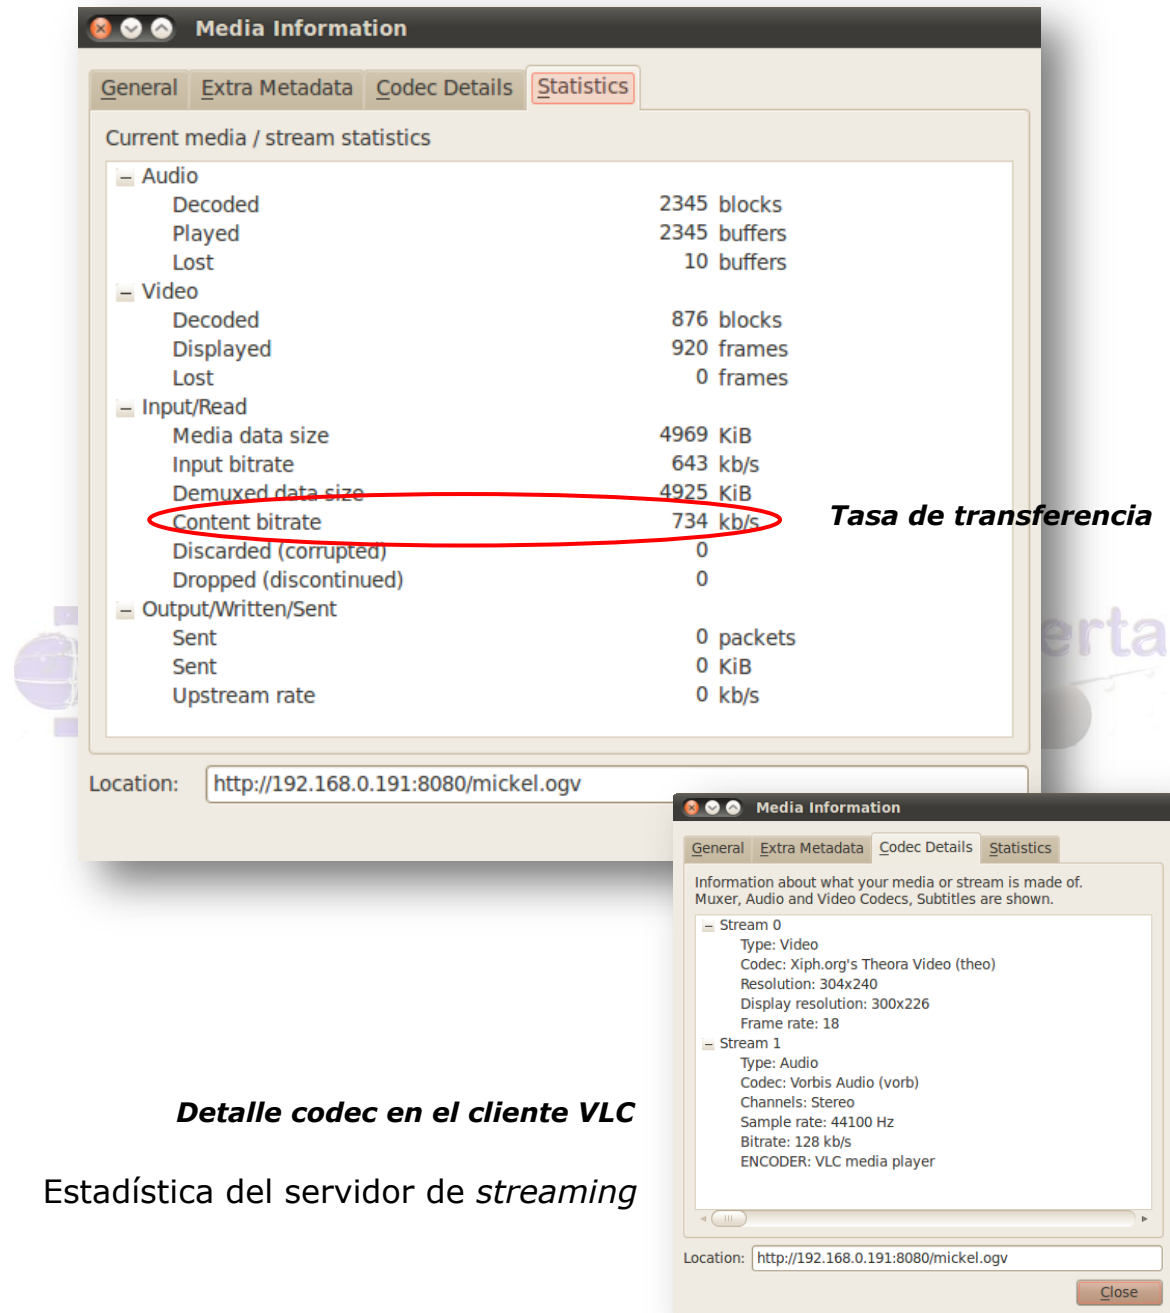 Media Information
General Extra Metadata Codec Details Statistics
Current media / stream statistics
Audio
Decoded 2345 blocks
Played 2345 buffers
Lost 10 buffers
Video
Decoded 876 blocks
Displayed 920 frames
Lost 0 frames
Input/Read
Media data size 4969 KiB
Input bitrate 643 kb/s
Demuxed data size 4925 KiB
Content bitrate 734 kb/s
Tasa de transferencia
Discarded (corrupted) 0
Dropped (discontinued) 0
Output/Written/Sent
Sent 0 packets
Sent 0 KiB
Upstream rate 0 kb/s
erta
Location: http://192.168.0.191:8080/mickel.ogv
Media Information
General Extra Metadata Codec Details Statistics
Information about what your media or stream is made of.
Muxer, Audio and Video Codecs, Subtitles are shown.
Stream 0
Type: Video
Codec: Xiph.org's Theora Video (theo)
Resolution: 304x240
Display resolution: 300x226
Frame rate: 18
Stream 1
Type: Audio
Codec: Vorbis Audio (vorb)
Channels: Stereo
Sample rate: 44100 Hz
Bitrate: 128 kb/s
ENCODER: VLC media player
Location: http://192.168.0.191:8080/mickel.ogv
Close
Detalle codec en el cliente VLC
Estadística del servidor de streaming